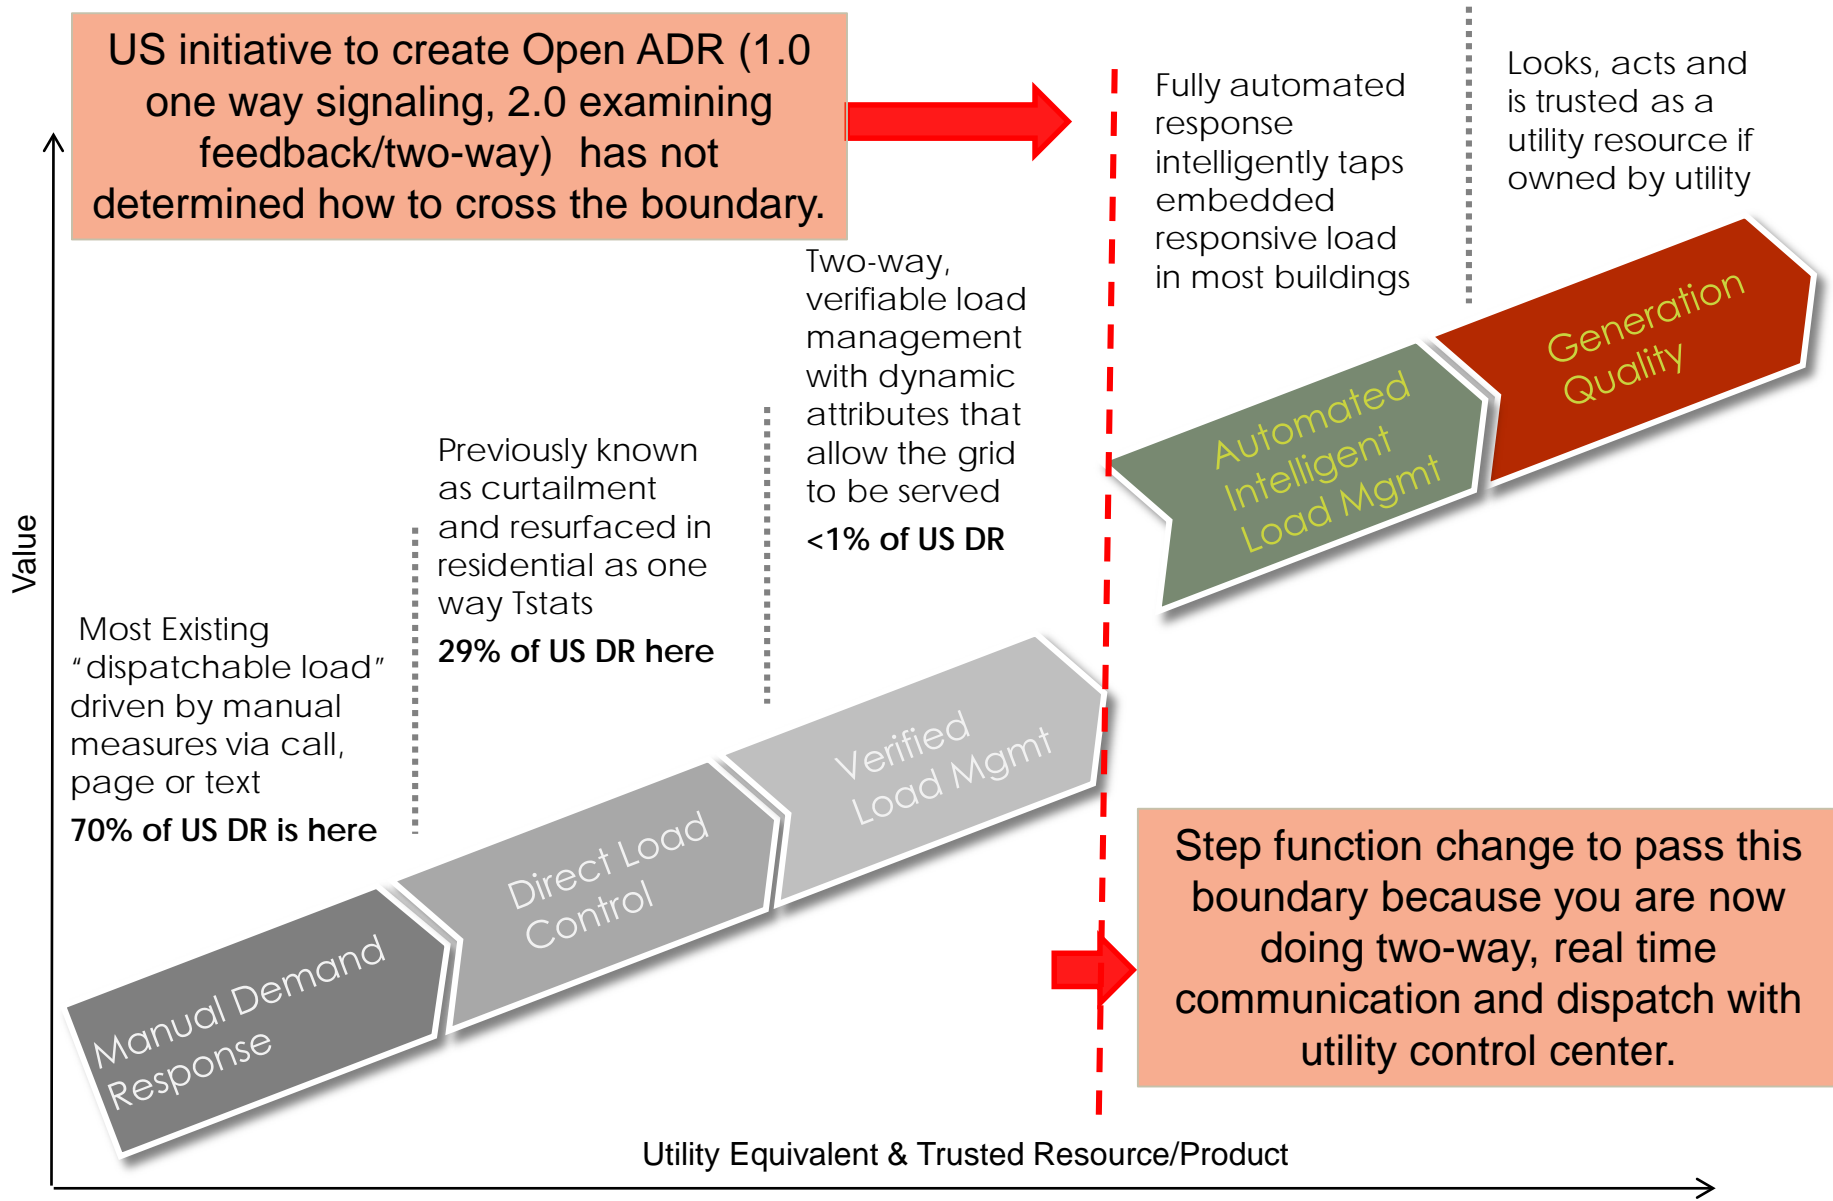 US initiative to create Open ADR (1.0
one way signaling, 2.0 examining
feedback/two-way)  has not
determined how to cross the boundary.
Fully automated
response
intelligently taps
embedded
responsive load
in most buildings
Looks, acts and
is trusted as a
utility resource if
owned by utility
Two-way,
verifiable load
management
with dynamic
attributes that
allow the grid
to be served
<1% of US DR
Previously known
as curtailment
and resurfaced in
residential as one
way Tstats
29% of US DR here
Most Existing
“dispatchable load”
driven by manual
measures via call,
page or text
70% of US DR is here
Value
Manual Demand
Response
Direct Load
Control
Verified
Load Mgmt
Automated
Intelligent
Load Mgmt
Generation
Quality
Step function change to pass this
boundary because you are now
doing two-way, real time
communication and dispatch with
utility control center.
Utility Equivalent & Trusted Resource/Product